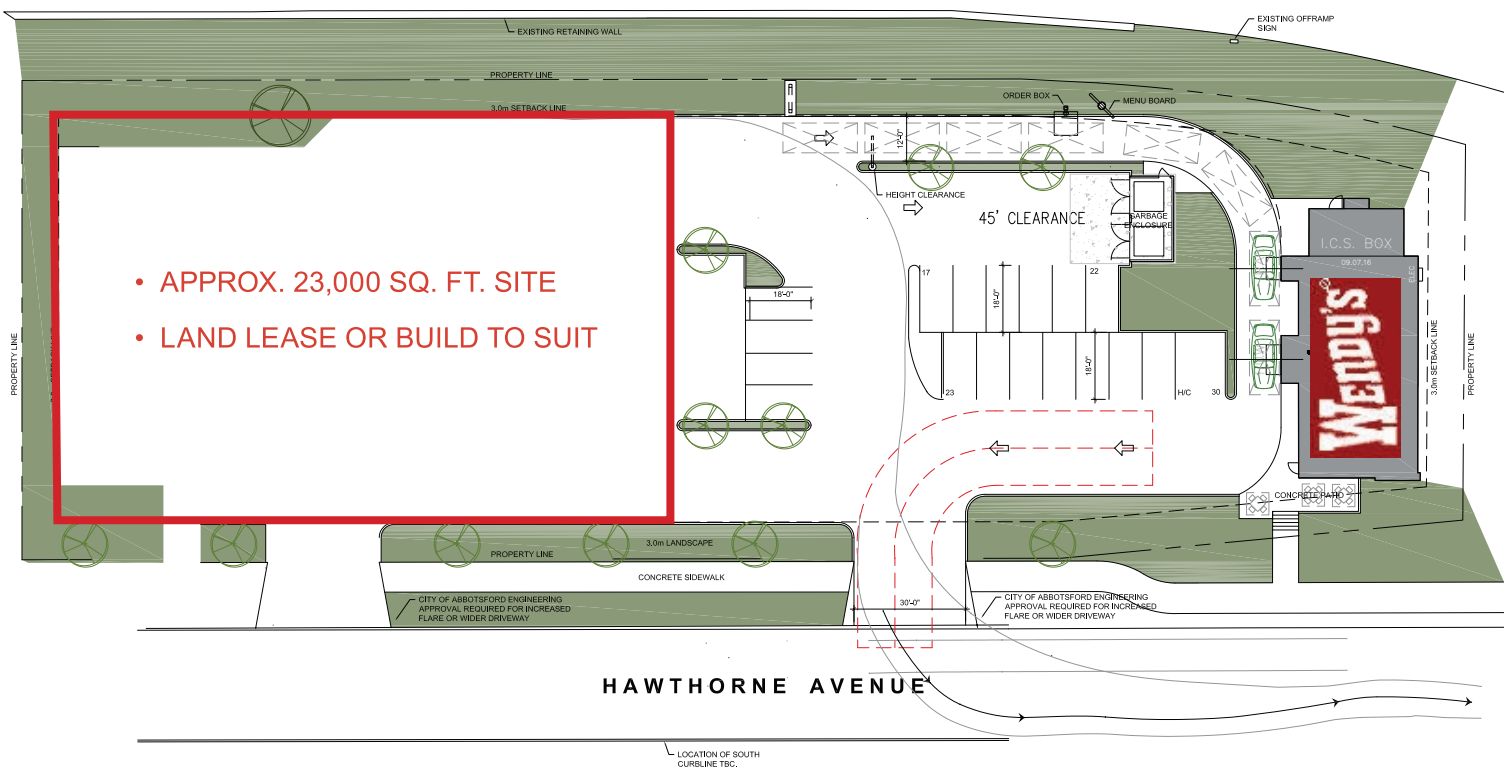 EXISTING OFFRAMP
SIGN
EXISTING RETAINING WALL
PROPERTY LINE
3.0m SETBACK LINE
ORDER BOX
MENU BOARD
12'-0"
HEIGHT CLEARANCE
45' CLEARANCE
GARBAGE
ENCLOSURE
I.C.S. BOX
09.07.16
ELEC
• APPROX. 23,000 SQ. FT. SITE
• LAND LEASE OR BUILD TO SUIT
17
22
18'-0"
18'-0"
18'-0"
23
H/C
30
Wendy's
PROPERTY LINE
3.0m SETBACK LINE
PROPERTY LINE
CONCRETE PATIO
3.0m LANDSCAPE
PROPERTY LINE
CONCRETE SIDEWALK
CITY OF ABBOTSFORD ENGINEERING
APPROVAL REQUIRED FOR INCREASED
FLARE OR WIDER DRIVEWAY
30'-0"
CITY OF ABBOTSFORD ENGINEERING
APPROVAL REQUIRED FOR INCREASED
FLARE OR WIDER DRIVEWAY
HAWTHORNE AVENUE
LOCATION OF SOUTH
CURBLINE TBC.